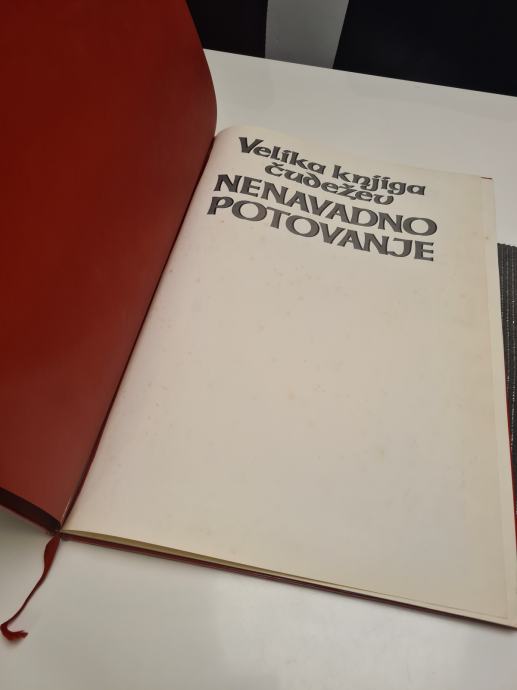 Velika knjiga
čudežev
NENAVADNO
POTOVANJE